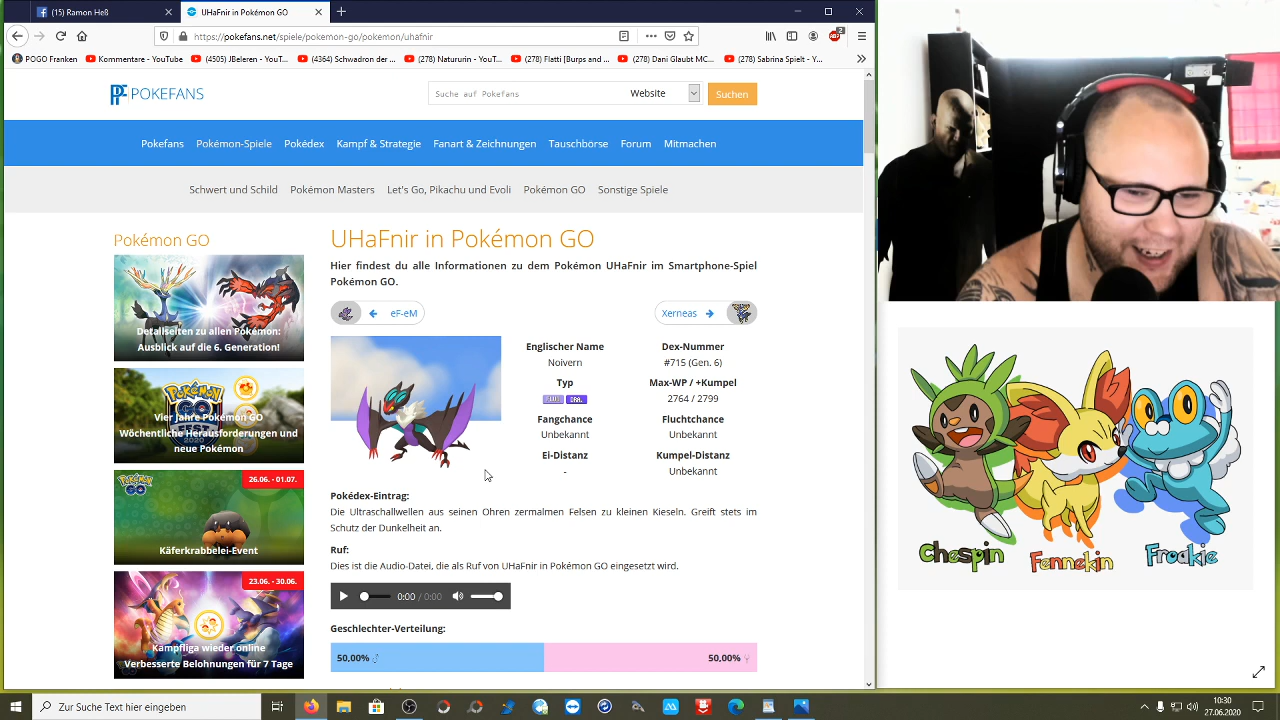 (15) Ramon Heß
UHaFnir in Pokémon GO
https://pokefans.net/spiele/pokemon-go/pokemon/uhafnir
POGO Franken
Kommentare - YouTube
(4505) JBeleren - YouT...
(4364) Schwadron der ...
(278) Naturunin - YouT...
(278) Flatti [Burps and ...
(278) Dani Glaubt MC...
(278) Sabrina Spielt - Y...
POKEFANS
Suche auf Pokefans
Website
Suchen
Pokefans Pokémon-Spiele Pokédex Kampf & Strategie Fanart & Zeichnungen Tauschbörse Forum Mitmachen
Schwert und Schild Pokémon Masters Let's Go, Pikachu und Evoli Pokémon GO Sonstige Spiele
Pokémon GO
Detailseiten zu allen Pokémon:
Ausblick auf die 6. Generation!
Vier Jahre Pokémon GO
Wöchentliche Herausforderungen und
neue Pokémon
26.06. - 01.07.
Käferkrabbelei-Event
23.06. - 30.06.
Kampfliga wieder online
Verbesserte Belohnungen für 7 Tage
UHaFnir in Pokémon GO
Hier findest du alle Informationen zu dem Pokémon UHaFnir im Smartphone-Spiel
Pokémon GO.
eF-eM
Xerneas
Englischer Name
Noivern
Dex-Nummer
#715 (Gen. 6)
Typ
FLU. DRA.
Max-WP / +Kumpel
2764 / 2799
Fangchance
Unbekannt
Fluchtchance
Unbekannt
Ei-Distanz
-
Kumpel-Distanz
Unbekannt
Pokédex-Eintrag:
Die Ultraschallwellen aus seinen Ohren zermalmen Felsen zu kleinen Kieseln. Greift stets im
Schutz der Dunkelheit an.
Ruf:
Dies ist die Audio-Datei, die als Ruf von UHaFnir in Pokémon GO eingesetzt wird.
0:00 / 0:00
Geschlechter-Verteilung:
50,00%
50,00%
Chespin
Fennekin
Froakie
Zur Suche Text hier eingeben
10:30
27.06.2020